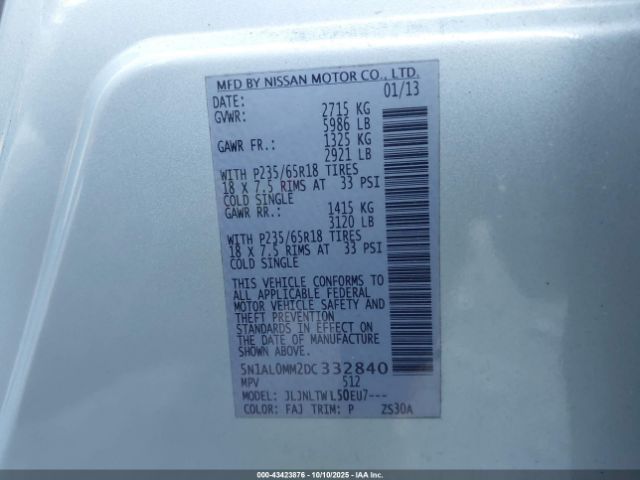 MFD BY NISSAN MOTOR CO., LTD.
DATE: 01/13
GVWR: 2715 KG
5986 LB
GAWR FR.: 1325 KG
2921 LB
WITH P235/65R18 TIRES
18 X 7.5 RIMS AT 33 PSI
COLD SINGLE
GAWR RR.: 1415 KG
3120 LB
WITH P235/65R18 TIRES
18 X 7.5 RIMS AT 33 PSI
COLD SINGLE
THIS VEHICLE CONFORMS TO
ALL APPLICABLE FEDERAL
MOTOR VEHICLE SAFETY AND
THEFT PREVENTION
STANDARDS IN EFFECT ON
THE DATE OF MANUFACTURE
SHOWN ABOVE.
5N1AL0MM2DC332840
MPV 512
MODEL: JLJNLTWL50EU7---
COLOR: FAJ TRIM: P ZS30A
000-43423876 - 10/10/2025 - IAAI.COM